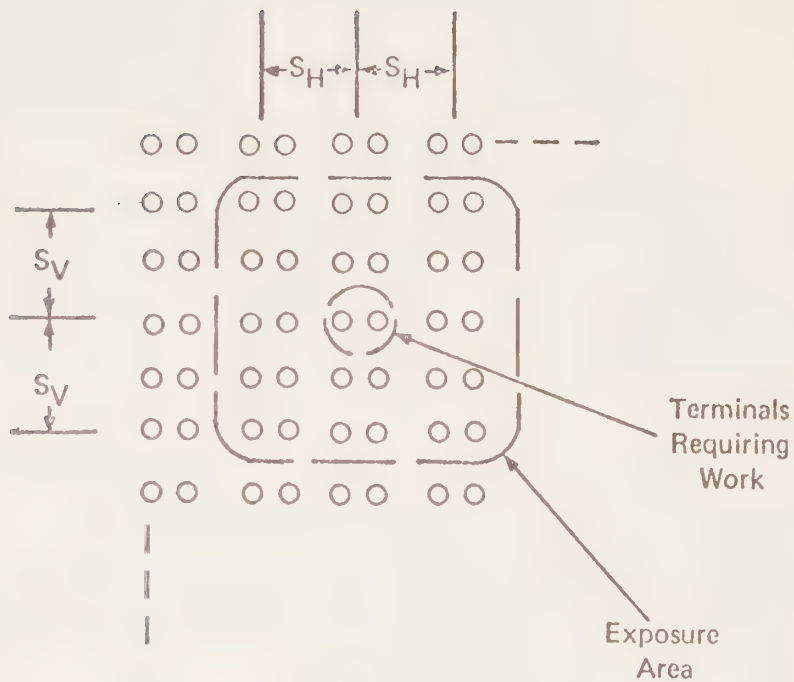 S_H S_H
S_V
S_V
Terminals
Requiring
Work
Exposure
Area